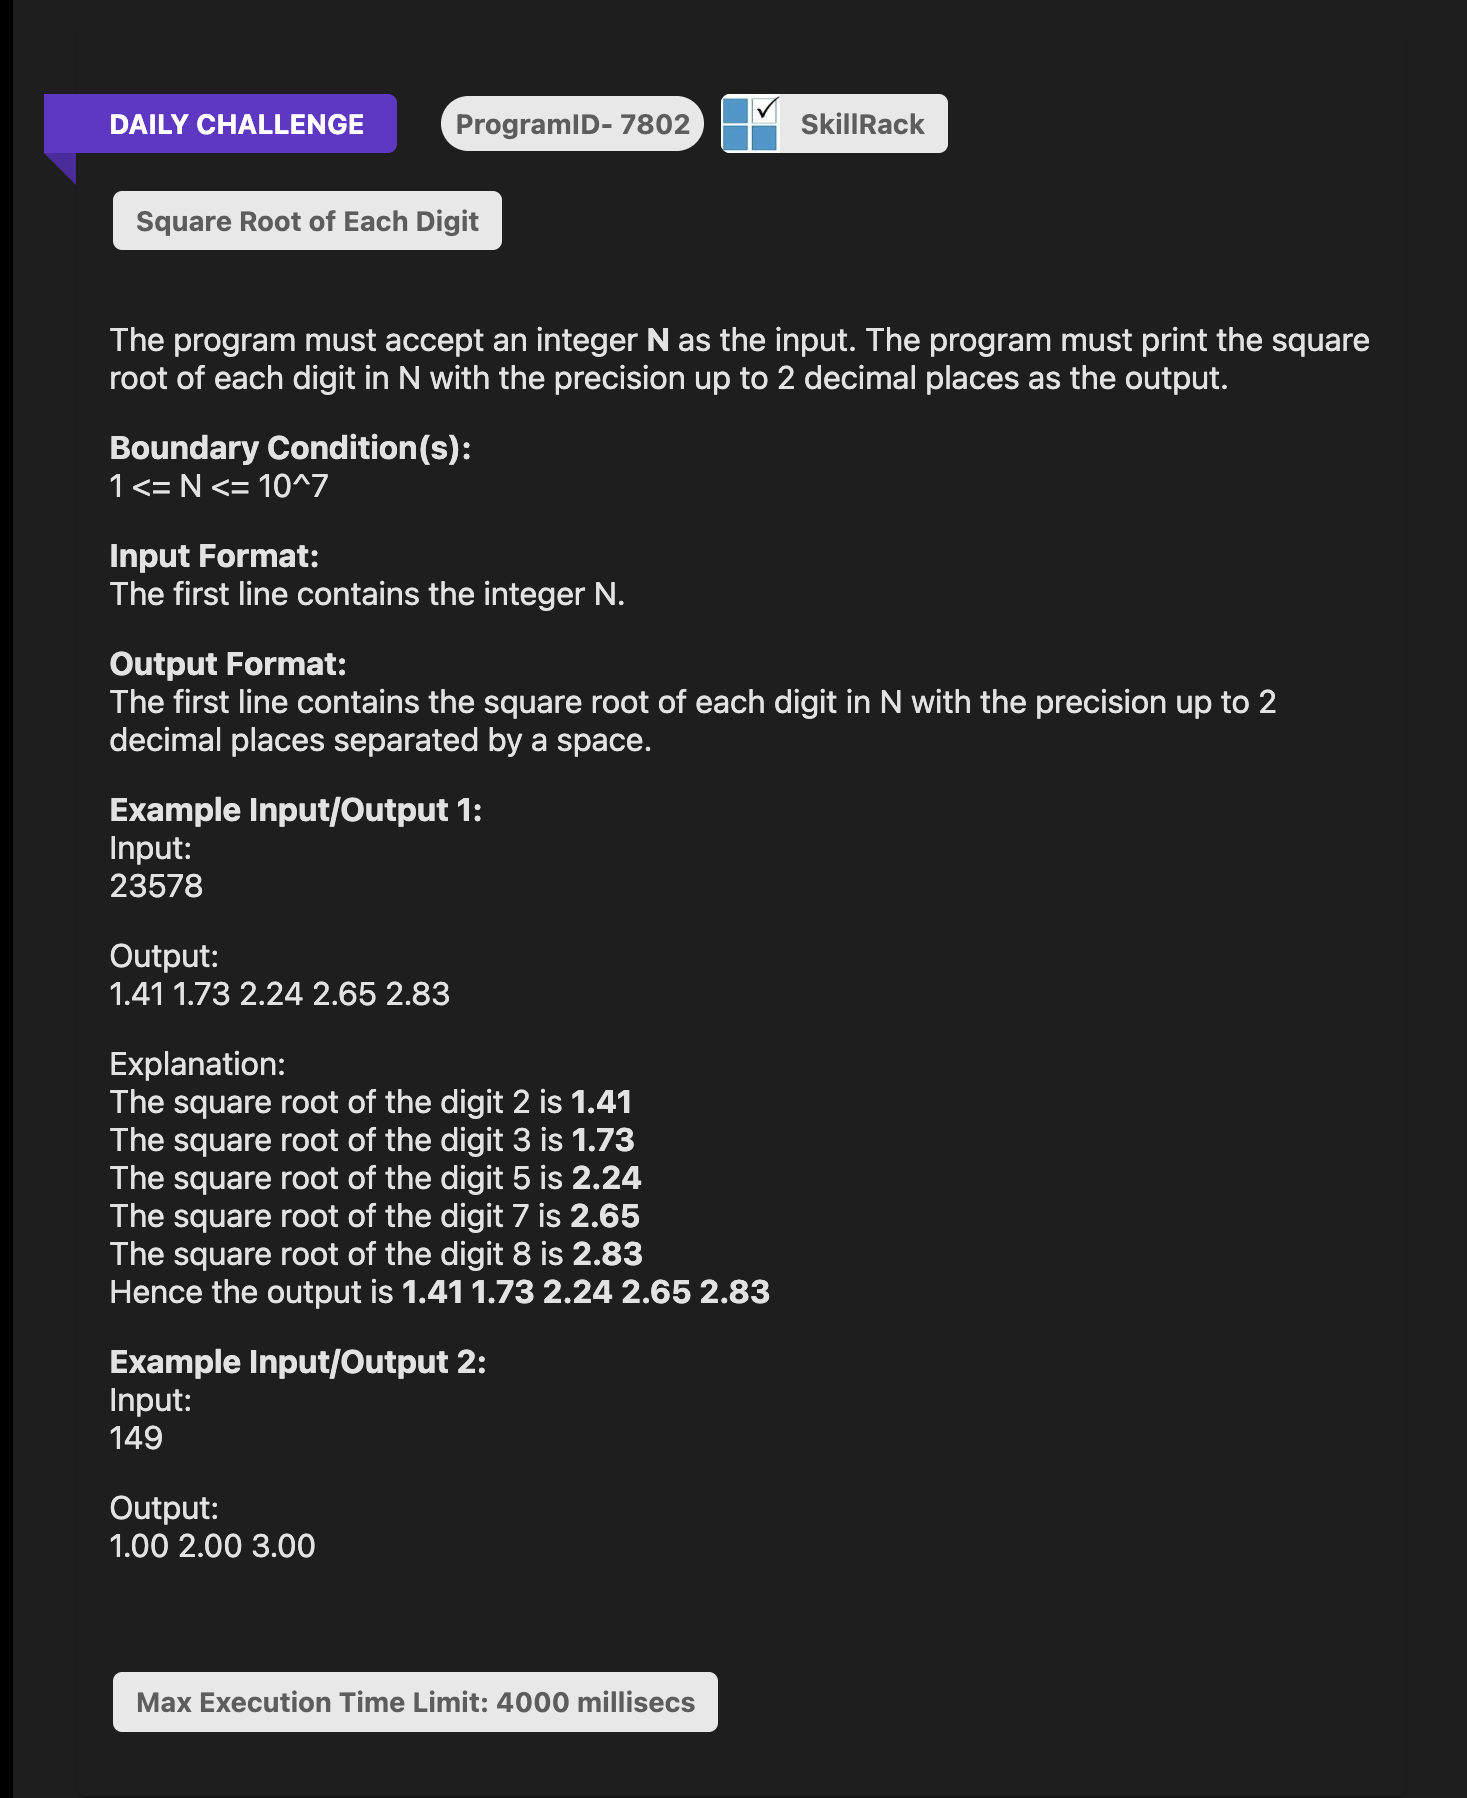 DAILY CHALLENGE
ProgramID- 7802
SkillRack
Square Root of Each Digit
The program must accept an integer N as the input. The program must print the square
root of each digit in N with the precision up to 2 decimal places as the output.
Boundary Condition(s):
1 <= N <= 10^7
Input Format:
The first line contains the integer N.
Output Format:
The first line contains the square root of each digit in N with the precision up to 2
decimal places separated by a space.
Example Input/Output 1:
Input:
23578
Output:
1.41 1.73 2.24 2.65 2.83
Explanation:
The square root of the digit 2 is 1.41
The square root of the digit 3 is 1.73
The square root of the digit 5 is 2.24
The square root of the digit 7 is 2.65
The square root of the digit 8 is 2.83
Hence the output is 1.41 1.73 2.24 2.65 2.83
Example Input/Output 2:
Input:
149
Output:
1.00 2.00 3.00
Max Execution Time Limit: 4000 millisecs